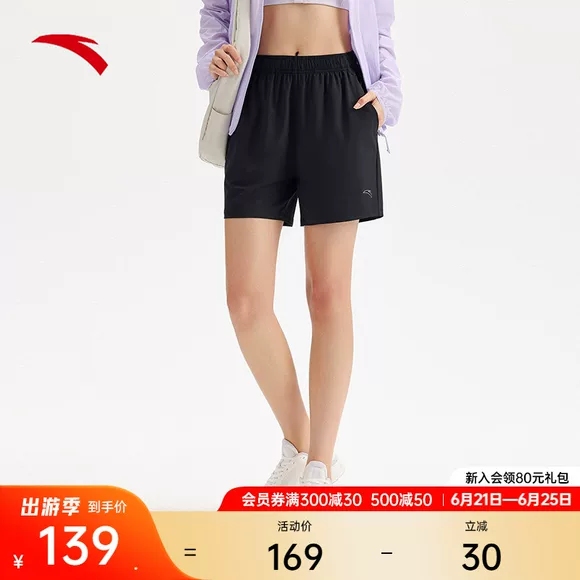 新入会领80元礼包
会员券满300减30 500减50 6月21日—6月25日
出游季 到手价
活动价
立减
¥139 = 169 - 30